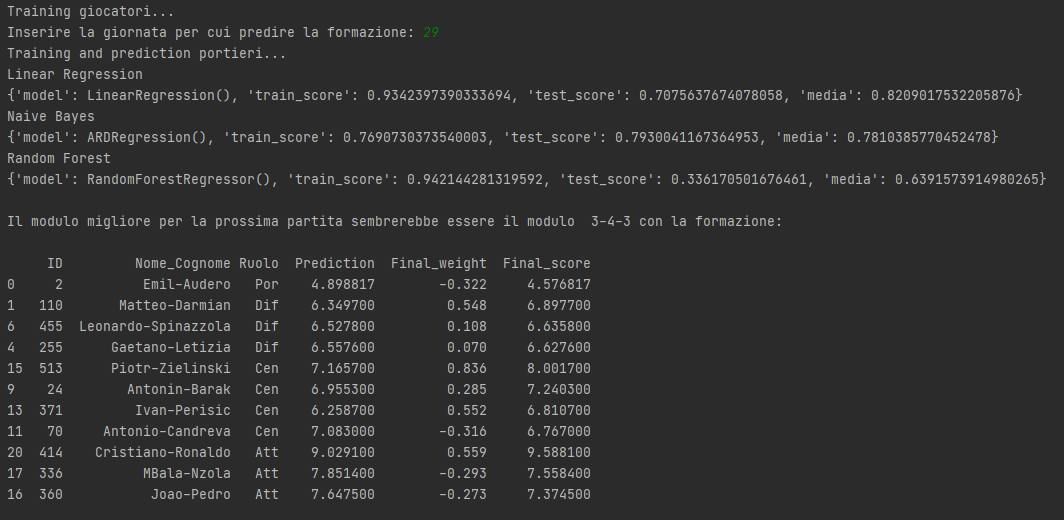 Training giocatori...
Inserire la giornata per cui predire la formazione: 29
Training and prediction portieri...
Linear Regression
{'model': LinearRegression(), 'train_score': 0.9342397390333694, 'test_score': 0.7075637674078058, 'media': 0.8209017532205876}
Naive Bayes
{'model': ARDRegression(), 'train_score': 0.7690730373540003, 'test_score': 0.7930041167364953, 'media': 0.7810385770452478}
Random Forest
{'model': RandomForestRegressor(), 'train_score': 0.942144281319592, 'test_score': 0.336170501676461, 'media': 0.6391573914980265}
Il modulo migliore per la prossima partita sembrerebbe essere il modulo  3-4-3 con la formazione:
ID Nome_Cognome Ruolo Prediction Final_weight Final_score
0 2 Emil-Audero Por 4.898817 -0.322 4.576817
1 110 Matteo-Darmian Dif 6.349700 0.548 6.897700
6 455 Leonardo-Spinazzola Dif 6.527800 0.108 6.635800
4 255 Gaetano-Letizia Dif 6.557600 0.070 6.627600
15 513 Piotr-Zielinski Cen 7.165700 0.836 8.001700
9 24 Antonin-Barak Cen 6.955300 0.285 7.240300
13 371 Ivan-Perisic Cen 6.258700 0.552 6.810700
11 70 Antonio-Candreva Cen 7.083000 -0.316 6.767000
20 414 Cristiano-Ronaldo Att 9.029100 0.559 9.588100
17 336 MBala-Nzola Att 7.851400 -0.293 7.558400
16 360 Joao-Pedro Att 7.647500 -0.273 7.374500